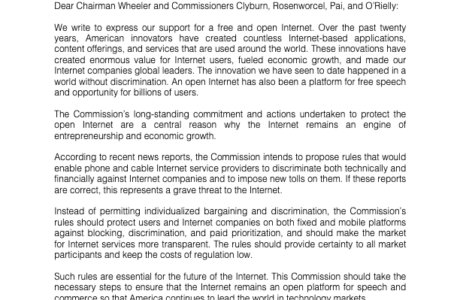 Dear Chairman Wheeler and Commissioners Clyburn, Rosenworcel, Pai, and O'Rielly:
We write to express our support for a free and open Internet. Over the past twenty
years, American innovators have created countless Internet-based applications,
content offerings, and services that are used around the world. These innovations have
created enormous value for Internet users, fueled economic growth, and made our
Internet companies global leaders. The innovation we have seen to date happened in a
world without discrimination. An open Internet has also been a platform for free speech
and opportunity for billions of users.
The Commission's long-standing commitment and actions undertaken to protect the
open Internet are a central reason why the Internet remains an engine of
entrepreneurship and economic growth.
According to recent news reports, the Commission intends to propose rules that would
enable phone and cable Internet service providers to discriminate both technically and
financially against Internet companies and to impose new tolls on them. If these reports
are correct, this represents a grave threat to the Internet.
Instead of permitting individualized bargaining and discrimination, the Commission's
rules should protect users and Internet companies on both fixed and mobile platforms
against blocking, discrimination, and paid prioritization, and should make the market
for Internet services more transparent. The rules should provide certainty to all market
participants and keep the costs of regulation low.
Such rules are essential for the future of the Internet. This Commission should take the
necessary steps to ensure that the Internet remains an open platform for speech and
commerce so that America continues to lead the world in technology markets.